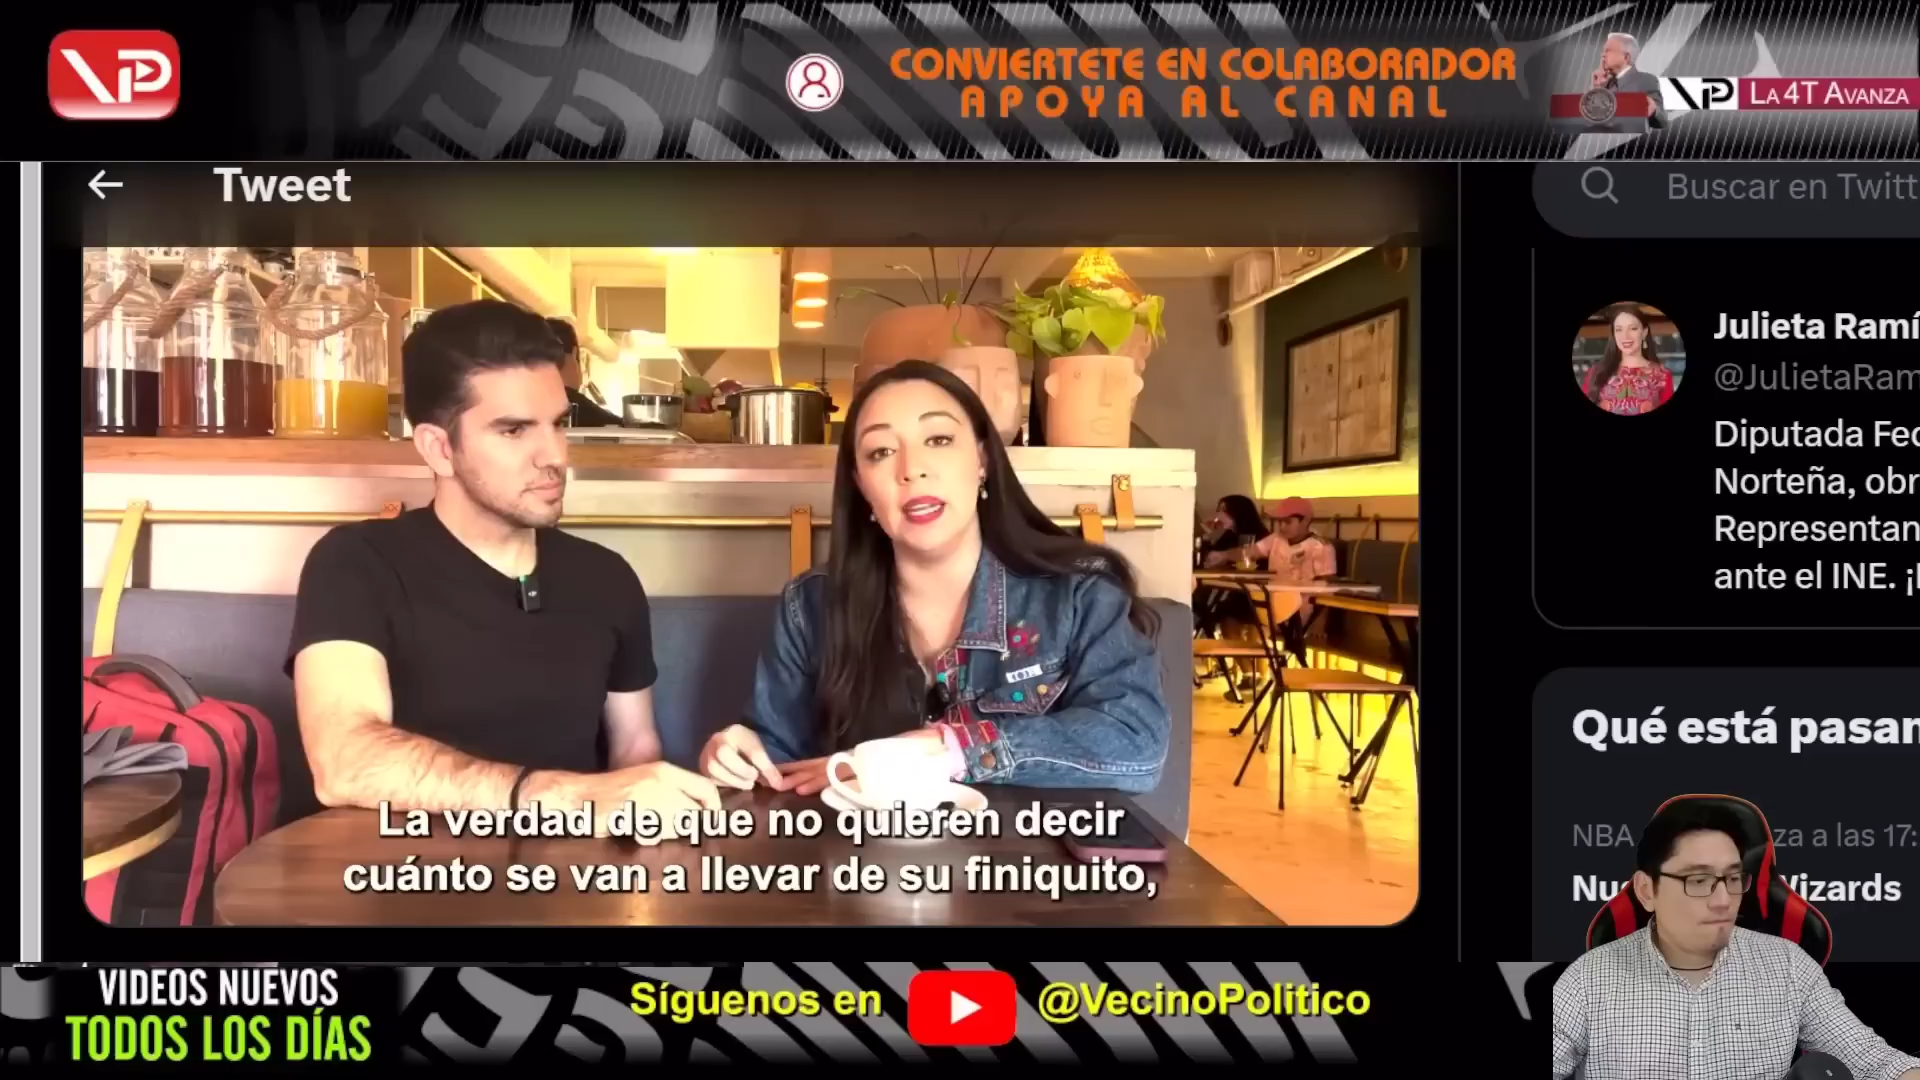 VP
CONVIERTETE EN COLABORADOR
APOYA AL CANAL
VP LA 4T AVANZA
Tweet
Buscar en Twitt
Julieta Ramí
@JulietaRam
Diputada Fed
Norteña, obr
Representan
ante el INE. ¡
Qué está pasan
NBA
za a las 17:
Nu
Wizards
La verdad de que no quieren decir
cuánto se van a llevar de su finiquito,
VIDEOS NUEVOS
TODOS LOS DÍAS
Síguenos en
@VecinoPolitico